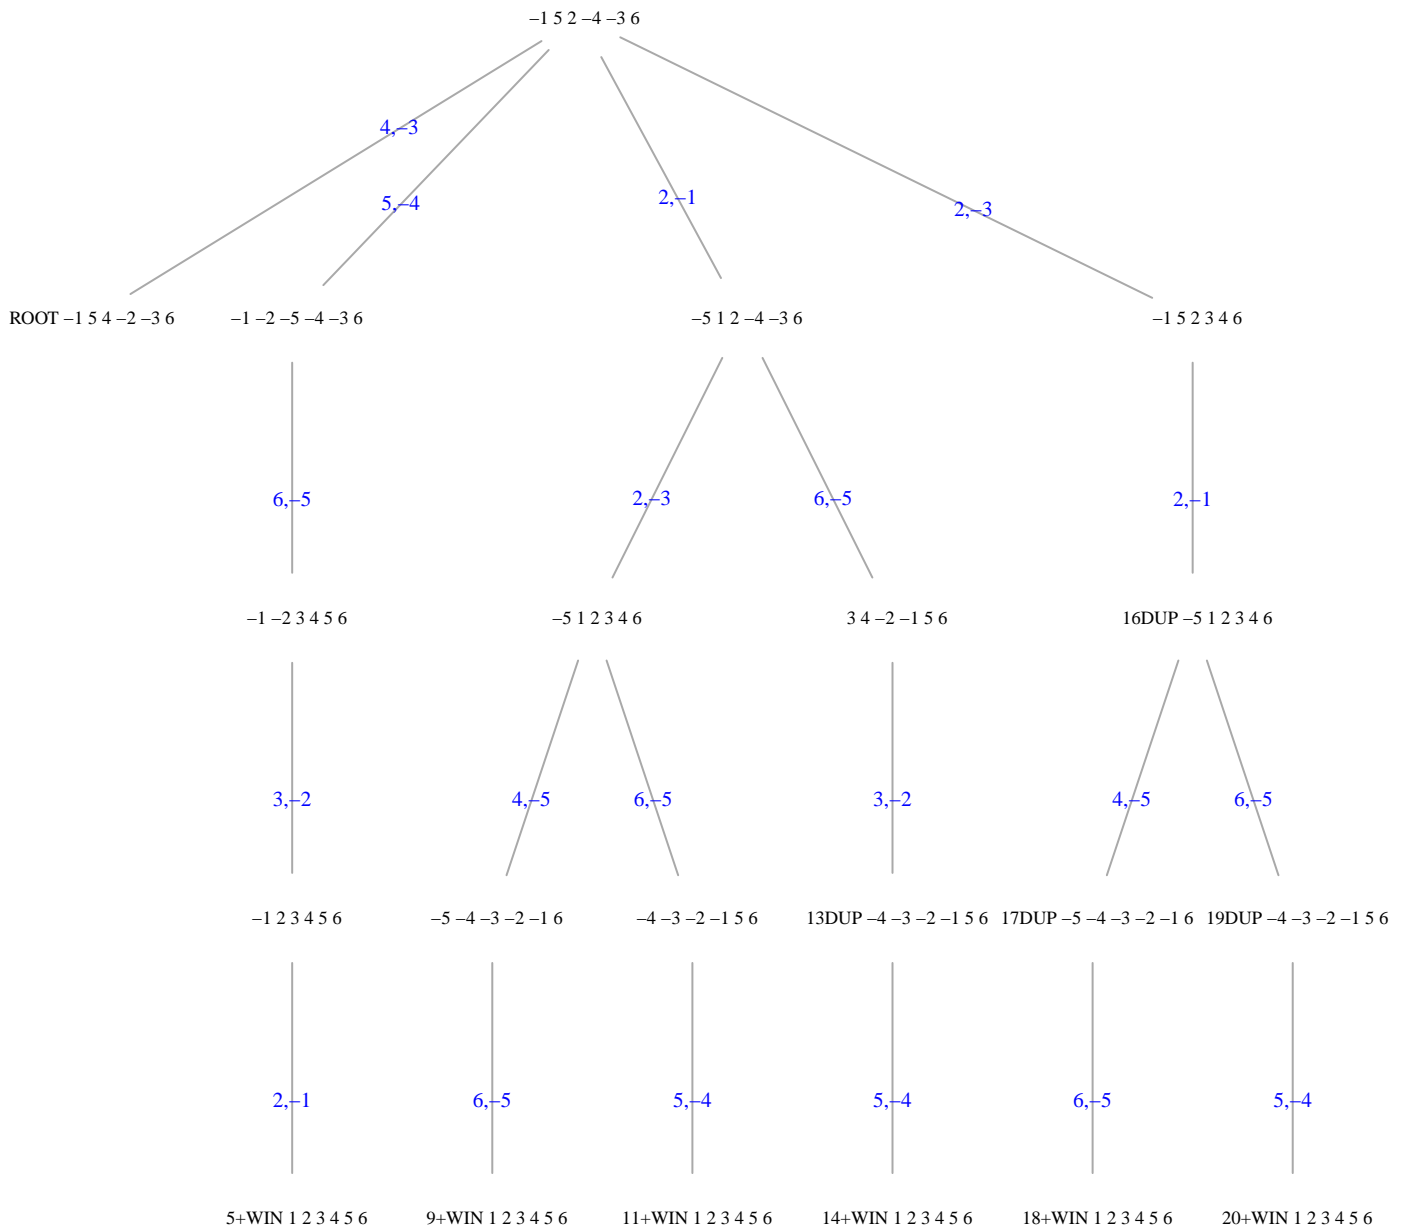 –1 5 2 –4 –3 6
4,–3
5,–4
2,–1
2,–3
ROOT –1 5 4 –2 –3 6
–1 –2 –5 –4 –3 6
–5 1 2 –4 –3 6
–1 5 2 3 4 6
6,–5
2,–3
6,–5
2,–1
–1 –2 3 4 5 6
–5 1 2 3 4 6
3 4 –2 –1 5 6
16DUP –5 1 2 3 4 6
3,–2
4,–5
6,–5
3,–2
4,–5
6,–5
–1 2 3 4 5 6
–5 –4 –3 –2 –1 6
–4 –3 –2 –1 5 6
13DUP –4 –3 –2 –1 5 6
17DUP –5 –4 –3 –2 –1 6
19DUP –4 –3 –2 –1 5 6
2,–1
6,–5
5,–4
5,–4
6,–5
5,–4
5+WIN 1 2 3 4 5 6
9+WIN 1 2 3 4 5 6
11+WIN 1 2 3 4 5 6
14+WIN 1 2 3 4 5 6
18+WIN 1 2 3 4 5 6
20+WIN 1 2 3 4 5 6